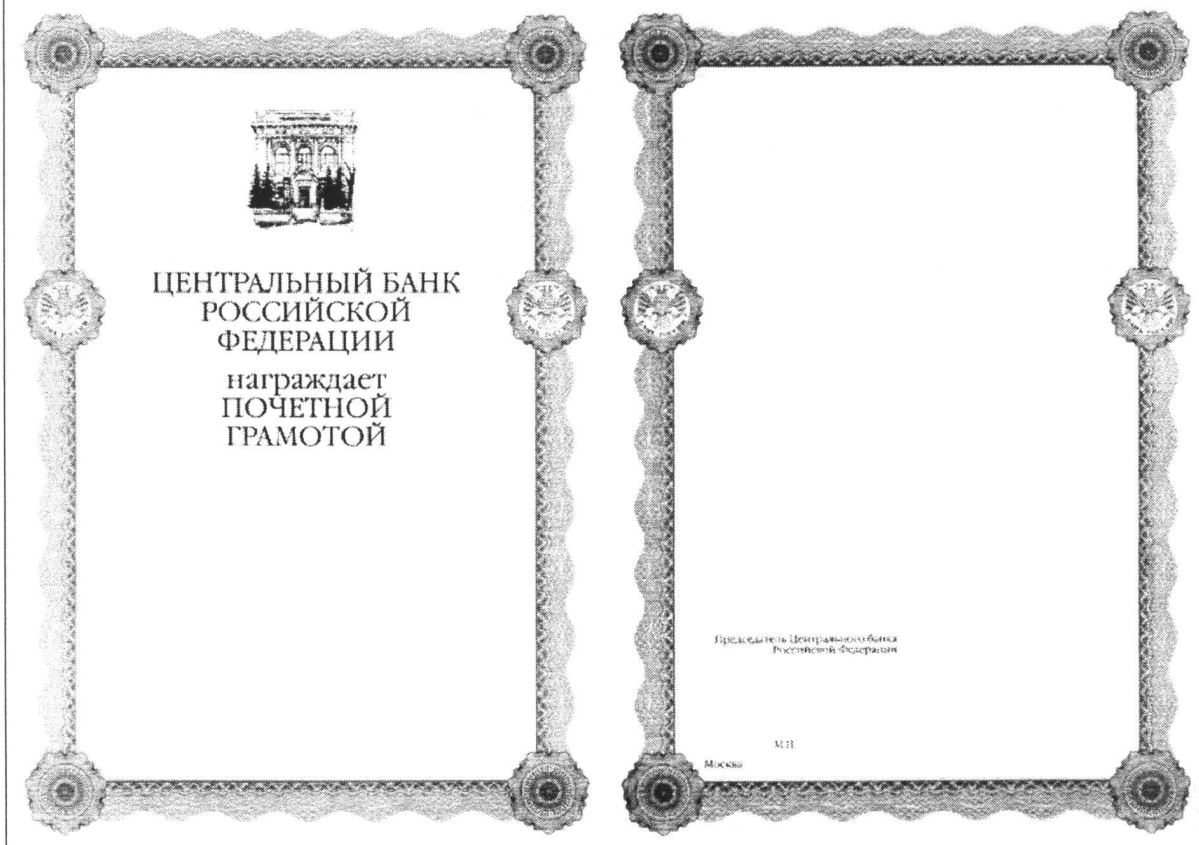 ЦЕНТРАЛЬНЫЙ БАНК
РОССИЙСКОЙ
ФЕДЕРАЦИИ
награждает
ПОЧЕТНОЙ
ГРАМОТОЙ
Председатель Центрального банка
Российской Федерации
М.П.
Москва